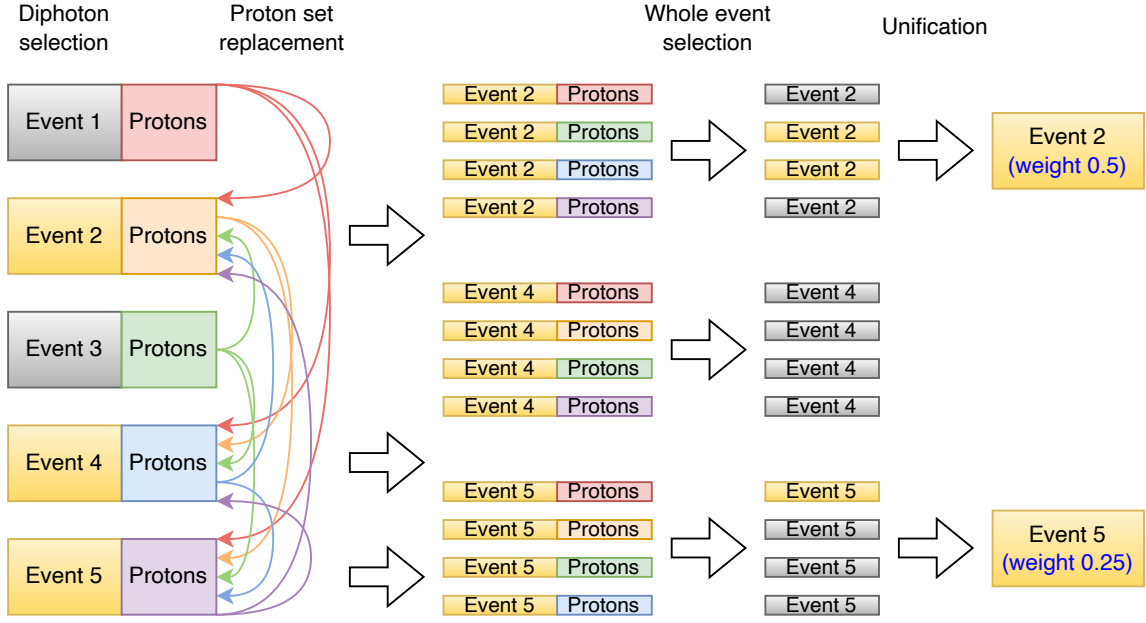 Diphoton
selection
Proton set
replacement
Whole event
selection
Unification
Event 1 Protons
Event 2 Protons
Event 3 Protons
Event 4 Protons
Event 5 Protons
Event 2 Protons
Event 2 Protons
Event 2 Protons
Event 2 Protons
Event 4 Protons
Event 4 Protons
Event 4 Protons
Event 4 Protons
Event 5 Protons
Event 5 Protons
Event 5 Protons
Event 5 Protons
Event 2
Event 2
Event 2
Event 2
Event 4
Event 4
Event 4
Event 4
Event 5
Event 5
Event 5
Event 5
Event 2
(weight 0.5)
Event 5
(weight 0.25)